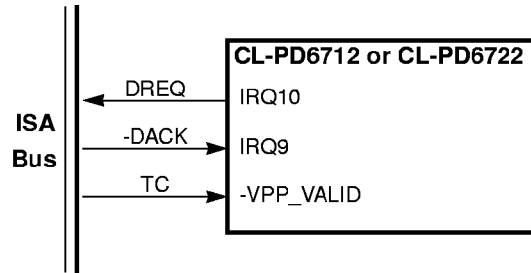 CL-PD6712 or CL-PD6722
DREQ
IRQ10
ISA
Bus
-DACK
IRQ9
TC
-VPP_VALID